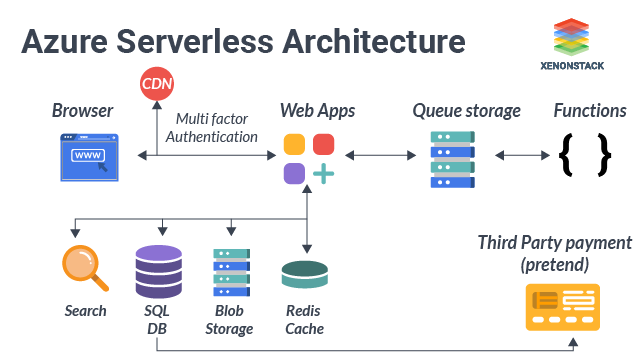 Azure Serverless Architecture
XENONSTACK
CDN
Browser
Multi factor
Authentication
Web Apps
Queue storage
Functions
WWW
{ }
Third Party payment
(pretend)
Search
SQL
DB
Blob
Storage
Redis
Cache